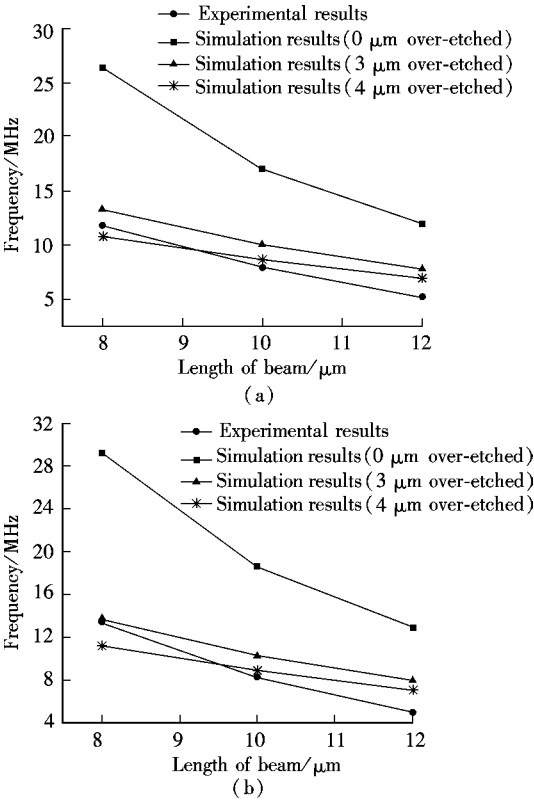 Experimental results
Simulation results (0 μm over-etched)
Simulation results (3 μm over-etched)
Simulation results (4 μm over-etched)
Frequency/MHz
30
25
20
15
10
5
8 9 10 11 12
Length of beam/μm
(a)
Experimental results
Simulation results (0 μm over-etched)
Simulation results (3 μm over-etched)
Simulation results (4 μm over-etched)
Frequency/MHz
32
28
24
20
16
12
8
4
8 9 10 11 12
Length of beam/μm
(b)